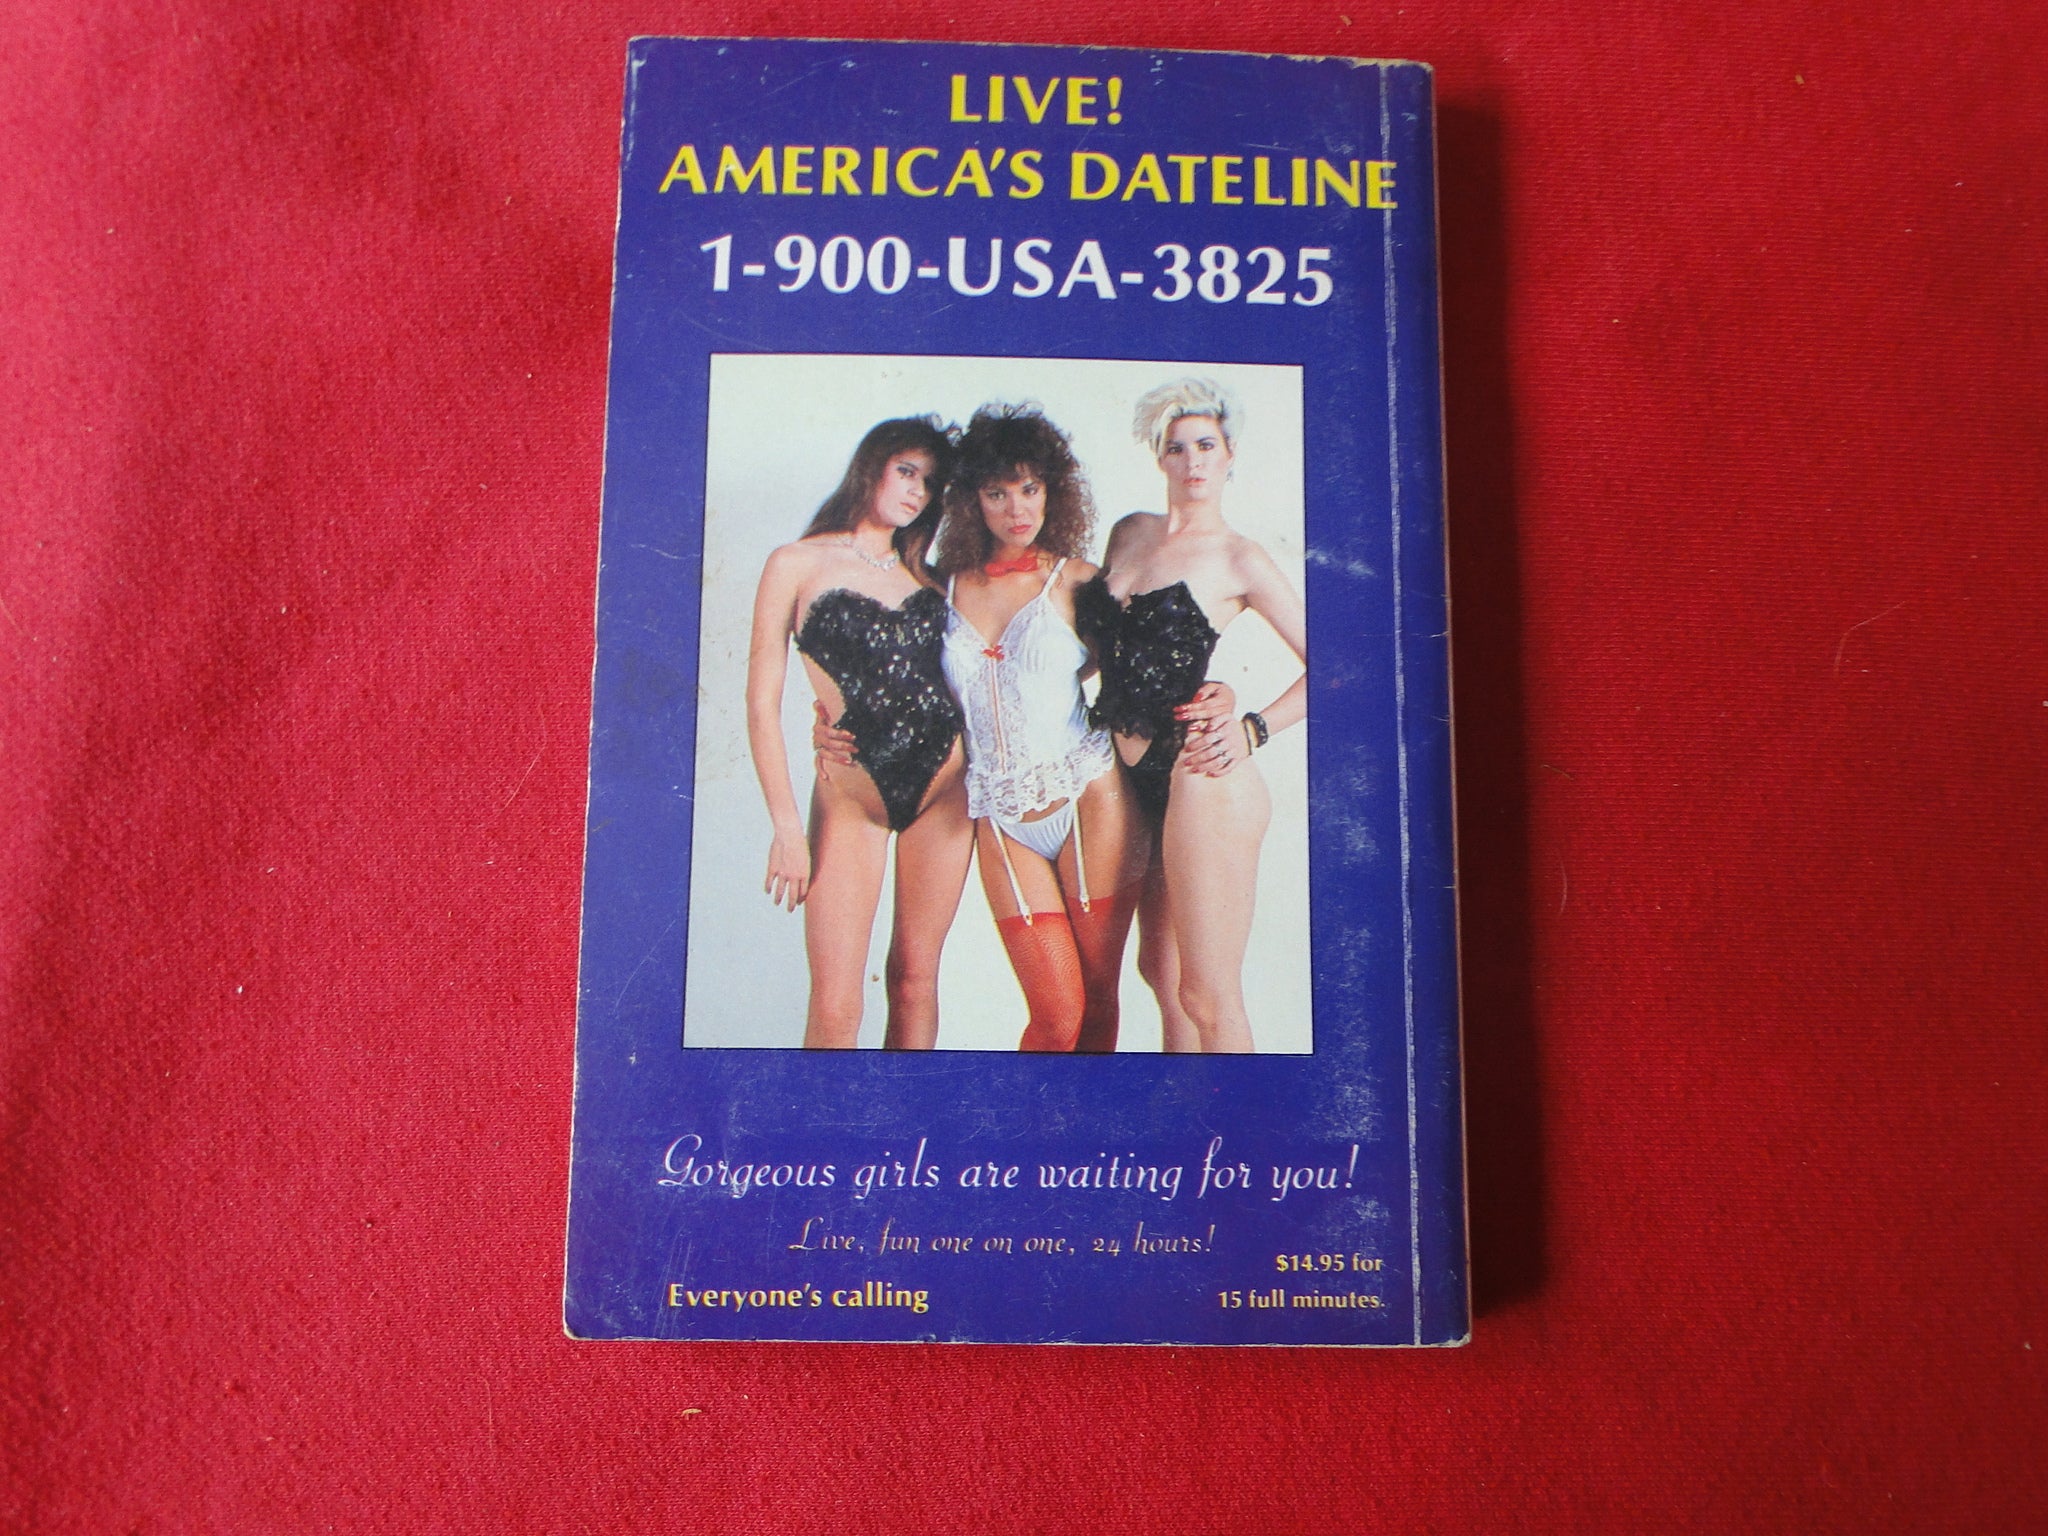 LIVE!
AMERICA'S DATELINE
1-900-USA-3825
Gorgeous girls are waiting for you!
Live, fun one on one, 24 hours!
$14.95 for
Everyone's calling
15 full minutes.